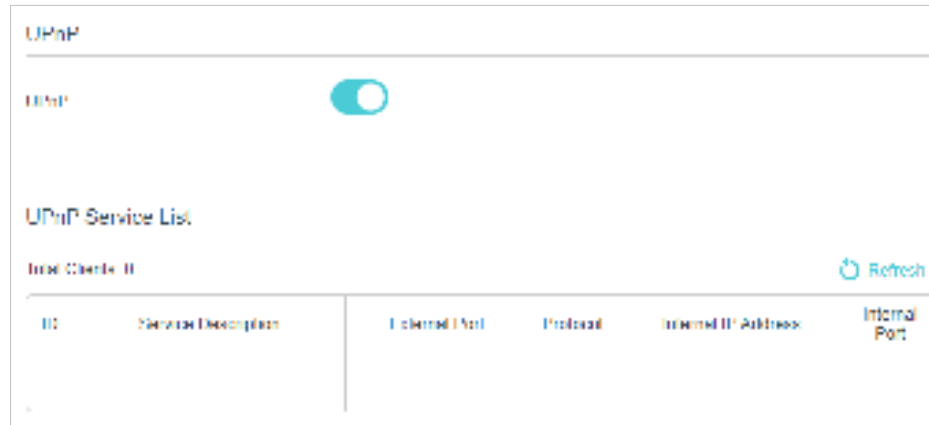 UPnP
UPnP
UPnP Service List
Total Clients: 0
Refresh
ID Service Description External Port Protocol Internal IP Address Internal
Port